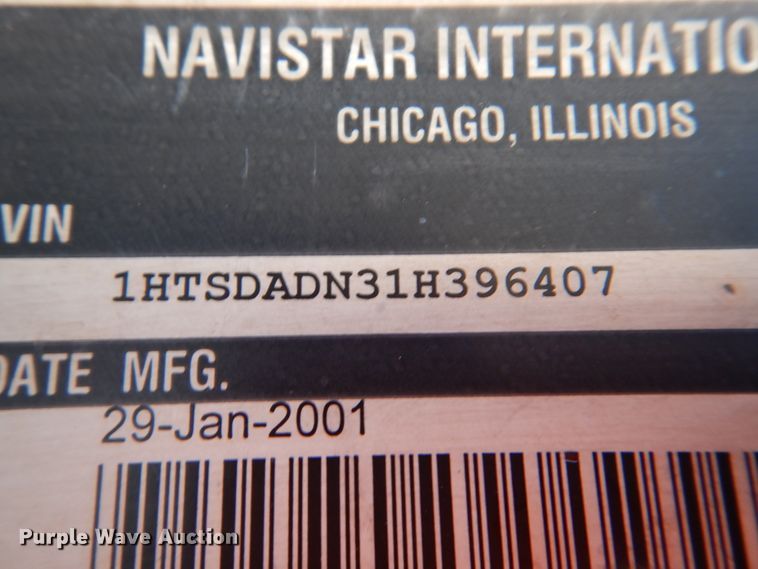 NAVISTAR INTERNATIO
CHICAGO, ILLINOIS
VIN
1HTSDADN31H396407
DATE MFG.
29-Jan-2001
Purple Wave Auction